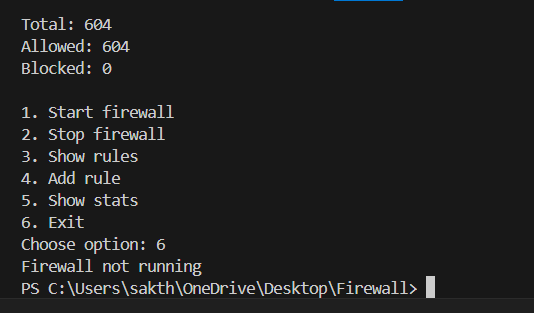 Total: 604
Allowed: 604
Blocked: 0
1. Start firewall
2. Stop firewall
3. Show rules
4. Add rule
5. Show stats
6. Exit
Choose option: 6
Firewall not running
PS C:\Users\sakth\OneDrive\Desktop\Firewall>